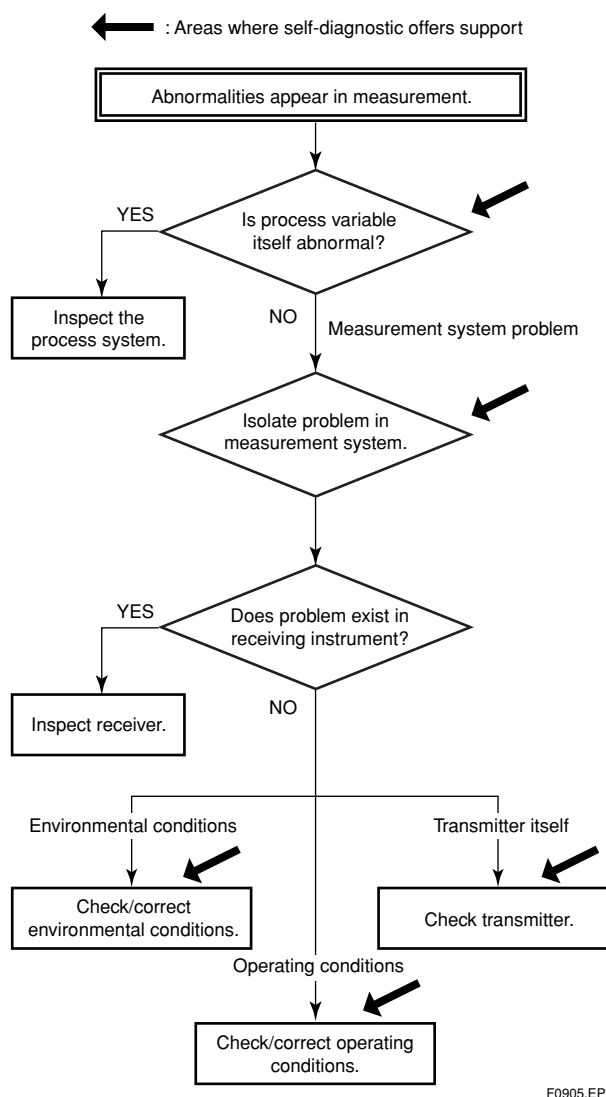 : Areas where self-diagnostic offers support
Abnormalities appear in measurement.
YES
Is process variable
itself abnormal?
Inspect the
process system.
NO
Measurement system problem
Isolate problem in
measurement system.
YES
Does problem exist in
receiving instrument?
NO
Inspect receiver.
Environmental conditions
Transmitter itself
Check/correct
environmental conditions.
Check transmitter.
Operating conditions
Check/correct operating
conditions.
F0905.EP